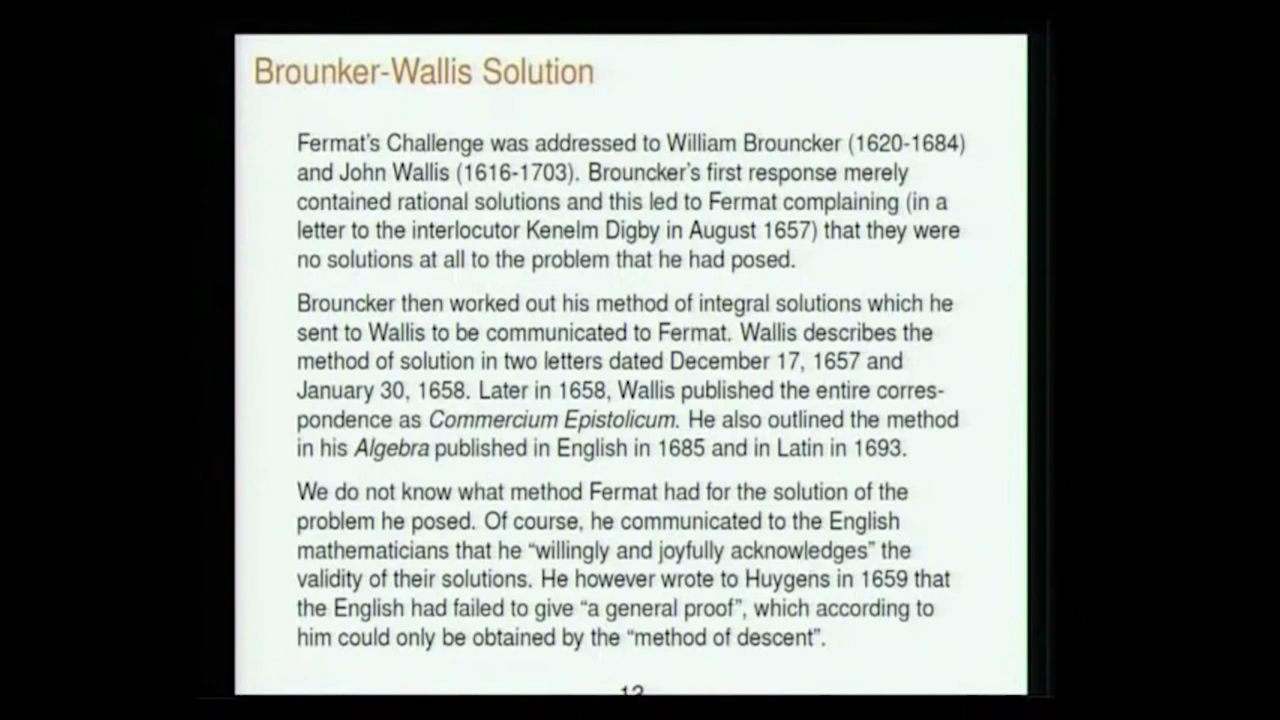 Brounker-Wallis Solution
Fermat's Challenge was addressed to William Brouncker (1620-1684)
and John Wallis (1616-1703). Brouncker's first response merely
contained rational solutions and this led to Fermat complaining (in a
letter to the interlocutor Kenelm Digby in August 1657) that they were
no solutions at all to the problem that he had posed.
Brouncker then worked out his method of integral solutions which he
sent to Wallis to be communicated to Fermat. Wallis describes the
method of solution in two letters dated December 17, 1657 and
January 30, 1658. Later in 1658, Wallis published the entire corres-
pondence as Commercium Epistolicum. He also outlined the method
in his Algebra published in English in 1685 and in Latin in 1693.
We do not know what method Fermat had for the solution of the
problem he posed. Of course, he communicated to the English
mathematicians that he “willingly and joyfully acknowledges” the
validity of their solutions. He however wrote to Huygens in 1659 that
the English had failed to give “a general proof”, which according to
him could only be obtained by the “method of descent”.